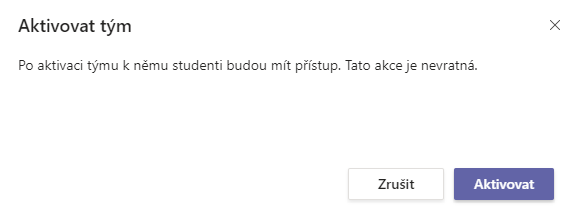 Aktivovat tým
Po aktivaci týmu k němu studenti budou mít přístup. Tato akce je nevratná.
Zrušit
Aktivovat